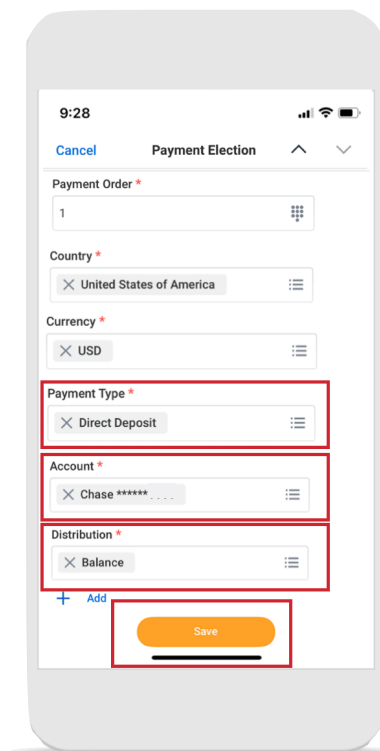 9:28
Cancel Payment Election
Payment Order *
1
Country *
United States of America
Currency *
USD
Payment Type *
Direct Deposit
Account *
Chase ******....
Distribution *
Balance
+ Add
Save